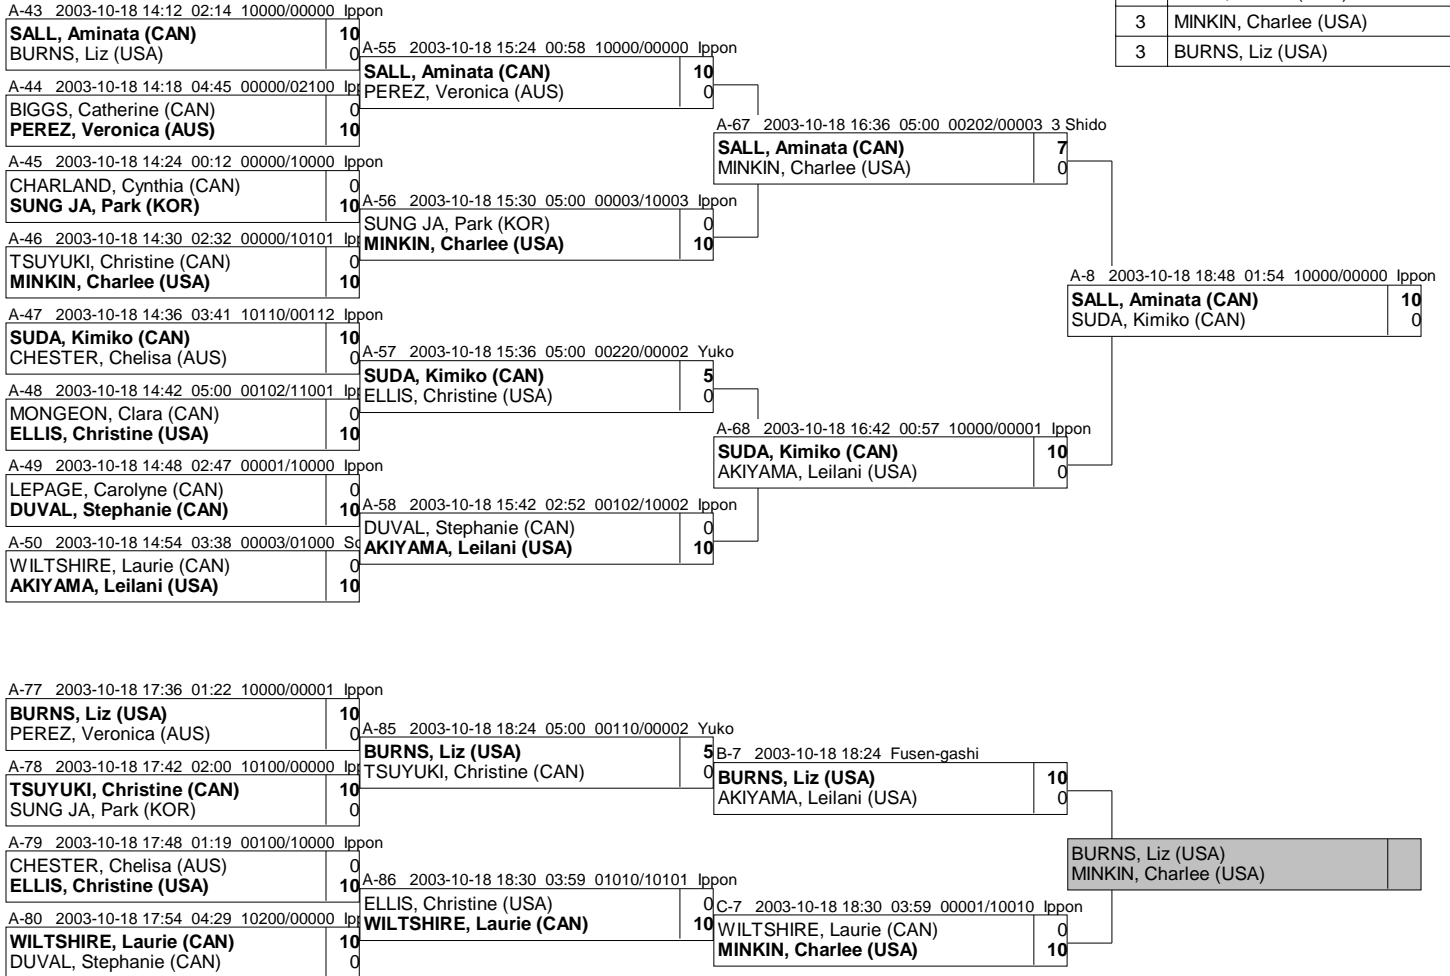 A-43 2003-10-18 14:12 02:14 10000/00000 Ippon
SALL, Aminata (CAN) 10
BURNS, Liz (USA) 0
A-44 2003-10-18 14:18 04:45 00000/02100
BIGGS, Catherine (CAN) 0
PEREZ, Veronica (AUS) 10
A-45 2003-10-18 14:24 00:12 00000/10000 Ippon
CHARLAND, Cynthia (CAN) 0
SUNG JA, Park (KOR) 10
A-46 2003-10-18 14:30 02:32 00000/10101
TSUYUKI, Christine (CAN) 0
MINKIN, Charlee (USA) 10
A-47 2003-10-18 14:36 03:41 10110/00112 Ippon
SUDA, Kimiko (CAN) 10
CHESTER, Chelisa (AUS) 0
A-48 2003-10-18 14:42 05:00 00102/11001
MONGEON, Clara (CAN) 0
ELLIS, Christine (USA) 10
A-49 2003-10-18 14:48 02:47 00001/10000 Ippon
LEPAGE, Carolyne (CAN) 0
DUVAL, Stephanie (CAN) 10
A-50 2003-10-18 14:54 03:38 00003/01000
WILTSHIRE, Laurie (CAN) 0
AKIYAMA, Leilani (USA) 10
A-55 2003-10-18 15:24 00:58 10000/00000 Ippon
SALL, Aminata (CAN) 10
PEREZ, Veronica (AUS) 0
A-56 2003-10-18 15:30 05:00 00003/10003 Ippon
SUNG JA, Park (KOR) 0
MINKIN, Charlee (USA) 10
A-57 2003-10-18 15:36 05:00 00220/00002 Yuko
SUDA, Kimiko (CAN) 5
ELLIS, Christine (USA) 0
A-58 2003-10-18 15:42 02:52 00102/10002 Ippon
DUVAL, Stephanie (CAN) 0
AKIYAMA, Leilani (USA) 10
A-67 2003-10-18 16:36 05:00 00202/00003 3 Shido
SALL, Aminata (CAN) 7
MINKIN, Charlee (USA) 0
A-68 2003-10-18 16:42 00:57 10000/00001 Ippon
SUDA, Kimiko (CAN) 10
AKIYAMA, Leilani (USA) 0
3 MINKIN, Charlee (USA)
3 BURNS, Liz (USA)
A-8 2003-10-18 18:48 01:54 10000/00000 Ippon
SALL, Aminata (CAN) 10
SUDA, Kimiko (CAN) 0
A-77 2003-10-18 17:36 01:22 10000/00001 Ippon
BURNS, Liz (USA) 10
PEREZ, Veronica (AUS) 0
A-78 2003-10-18 17:42 02:00 10100/00000
TSUYUKI, Christine (CAN) 10
SUNG JA, Park (KOR) 0
A-79 2003-10-18 17:48 01:19 00100/10000 Ippon
CHESTER, Chelisa (AUS) 0
ELLIS, Christine (USA) 10
A-80 2003-10-18 17:54 04:29 10200/00000
WILTSHIRE, Laurie (CAN) 10
DUVAL, Stephanie (CAN) 0
A-85 2003-10-18 18:24 05:00 00110/00002 Yuko
BURNS, Liz (USA) 5
TSUYUKI, Christine (CAN) 0
A-86 2003-10-18 18:30 03:59 01010/10101 Ippon
ELLIS, Christine (USA) 0
WILTSHIRE, Laurie (CAN) 10
B-7 2003-10-18 18:24 Fusen-gashi
BURNS, Liz (USA) 10
AKIYAMA, Leilani (USA) 0
C-7 2003-10-18 18:30 03:59 00001/10010 Ippon
WILTSHIRE, Laurie (CAN) 0
MINKIN, Charlee (USA) 10
BURNS, Liz (USA)
MINKIN, Charlee (USA)